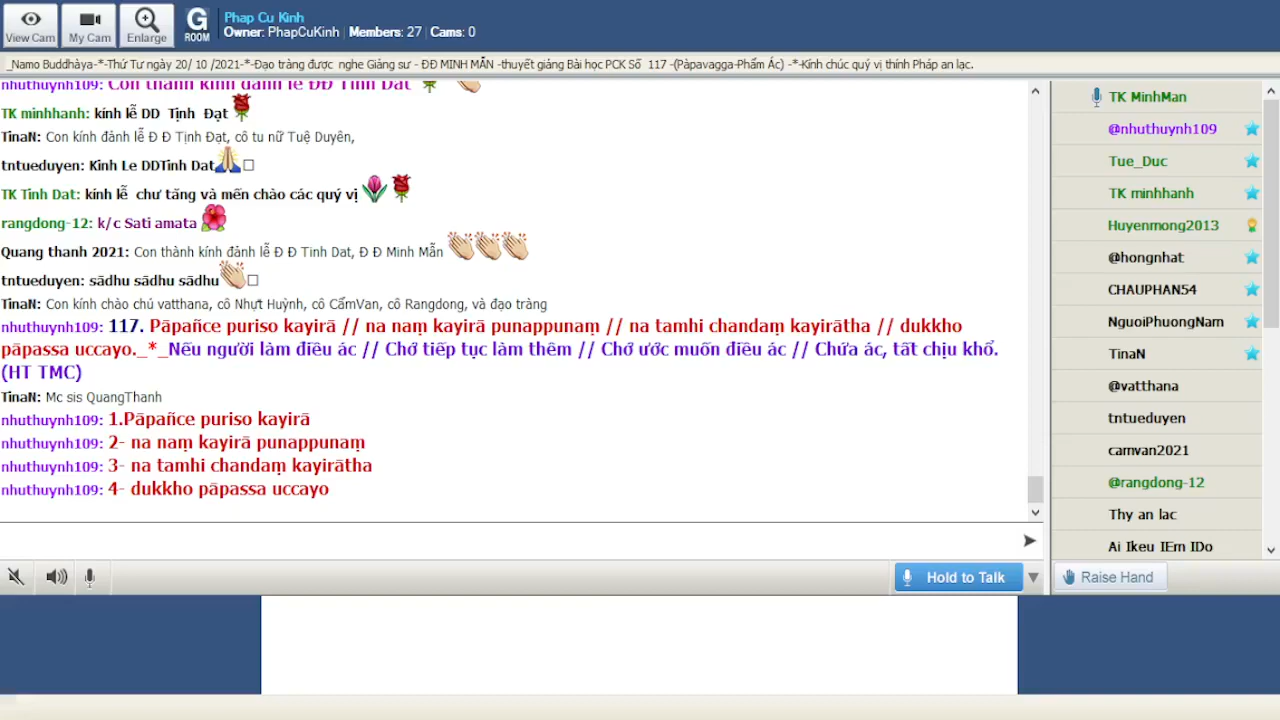 View Cam
My Cam
Enlarge
G
ROOM
Phap Cu Kinh
Owner: PhapCuKinh | Members: 27 | Cams: 0
_Namo Buddhàya-*-Thứ Tư ngày 20/ 10 /2021-*-Đạo tràng được nghe Giảng sư - ĐĐ MINH MẪN -thuyết giảng Bài học PCK Số 117 -(Pàpavagga-Phẩm Ác) -*-Kính chúc quý vị thính Pháp an lạc.
nhuthuynh109: Con thành kính đảnh lễ ĐĐ Tinh Dat
TK minhhanh: kính lễ DD Tịnh Đạt
TinaN: Con kính đảnh lễ Đ Đ Tịnh Đạt, cô tu nữ Tuệ Duyên,
tntueduyen: Kinh Le DDTinh Dat
TK Tinh Dat: kính lễ chư tăng và mến chào các quý vị
rangdong-12: k/c Sati amata
Quang thanh 2021: Con thành kính đảnh lễ Đ Đ Tinh Dat, Đ Đ Minh Mẫn
tntueduyen: sādhu sādhu sādhu
TinaN: Con kính chào chú vatthana, cô Nhựt Huỳnh, cô CẩmVan, cô Rangdong, và đạo tràng
nhuthuynh109: 117. Pāpañce puriso kayirā // na naṃ kayirā punappunaṃ // na tamhi chandaṃ kayirātha // dukkho
pāpassa uccayo._*_Nếu người làm điều ác // Chớ tiếp tục làm thêm // Chớ ước muốn điều ác // Chứa ác, tất chịu khổ.
(HT TMC)
TinaN: Mc sis QuangThanh
nhuthuynh109: 1.Pāpañce puriso kayirā
nhuthuynh109: 2- na naṃ kayirā punappunaṃ
nhuthuynh109: 3- na tamhi chandaṃ kayirātha
nhuthuynh109: 4- dukkho pāpassa uccayo
Hold to Talk
TK MinhMan
@nhuthuynh109
Tue_Duc
TK minhhanh
Huyenmong2013
@hongnhat
CHAUPHAN54
NguoiPhuongNam
TinaN
@vatthana
tntueduyen
camvan2021
@rangdong-12
Thy an lac
Ai Ikeu IEm IDo
Raise Hand